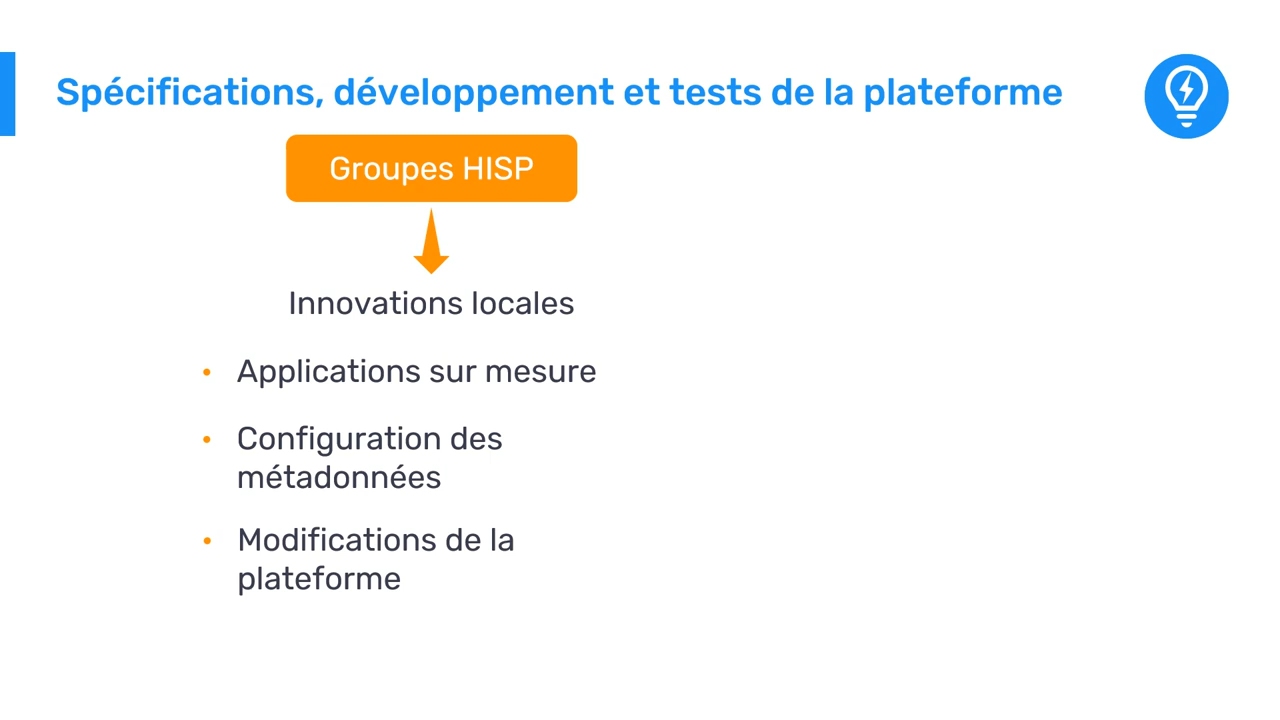 Spécifications, développement et tests de la plateforme
Groupes HISP
Innovations locales
• Applications sur mesure
• Configuration des
métadonnées
• Modifications de la
plateforme